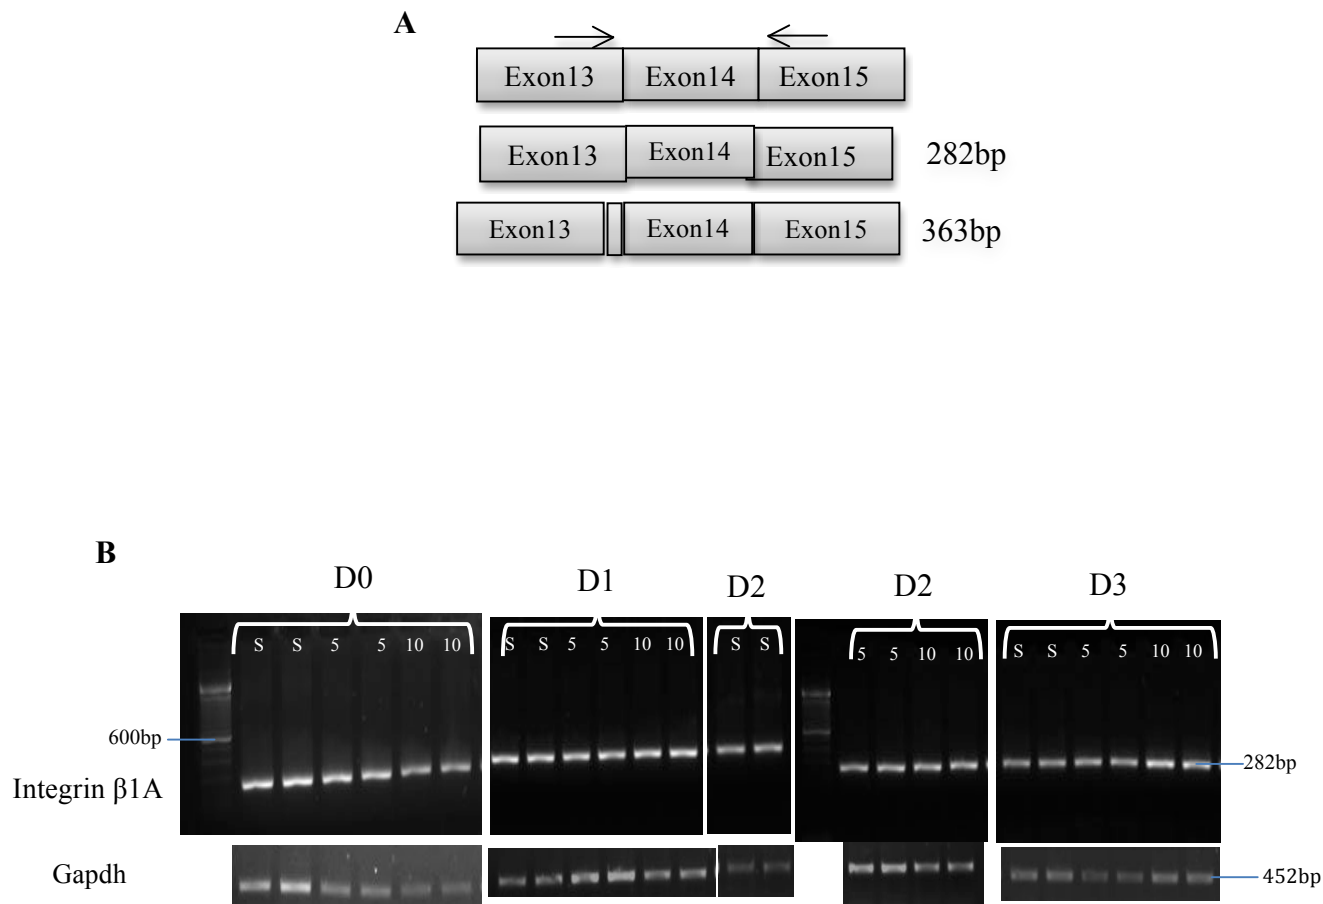 A
Exon13 Exon14 Exon15
Exon13 Exon14 Exon15 282bp
Exon13 Exon14 Exon15 363bp
B
D0 D1 D2 D2 D3
S S 5 5 10 10 S S 5 5 10 10 S S 5 5 10 10 S S 5 5 10 10
600bp
282bp
Integrin β1A
Gapdh
452bp